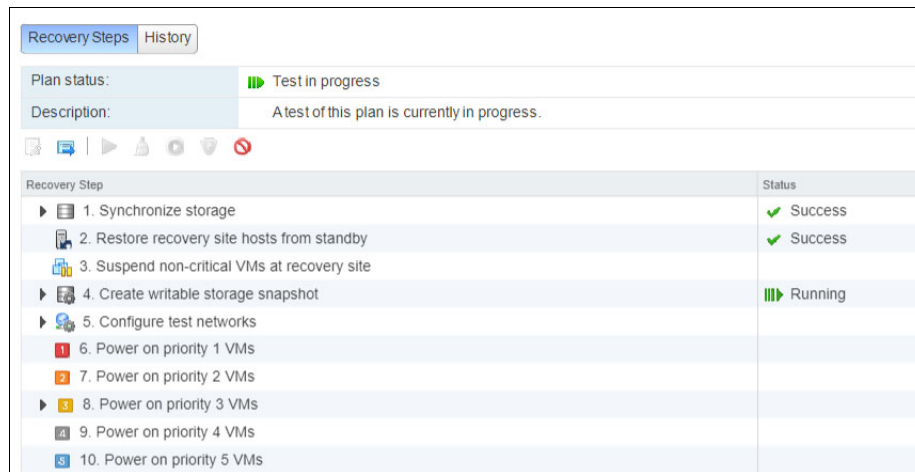 Recovery Steps History
Plan status: Test in progress
Description: A test of this plan is currently in progress.
Recovery Step Status
1. Synchronize storage Success
2. Restore recovery site hosts from standby Success
3. Suspend non-critical VMs at recovery site
4. Create writable storage snapshot Running
5. Configure test networks
1 6. Power on priority 1 VMs
2 7. Power on priority 2 VMs
3 8. Power on priority 3 VMs
4 9. Power on priority 4 VMs
5 10. Power on priority 5 VMs